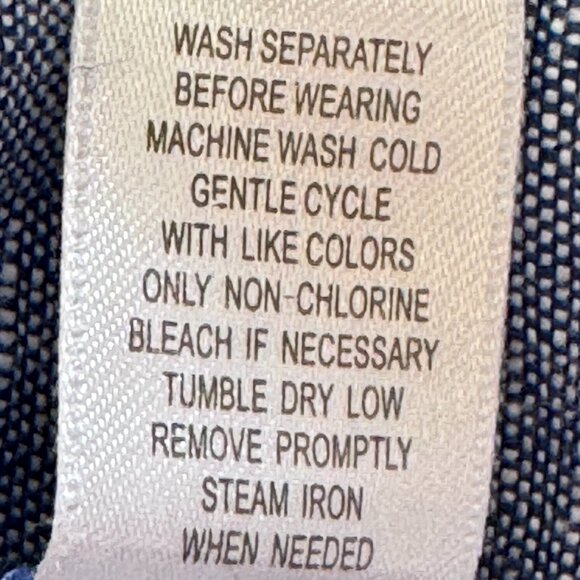 WASH SEPARATELY
BEFORE WEARING
MACHINE WASH COLD
GENTLE CYCLE
WITH LIKE COLORS
ONLY NON-CHLORINE
BLEACH IF NECESSARY
TUMBLE DRY LOW
REMOVE PROMPTLY
STEAM IRON
WHEN NEEDED